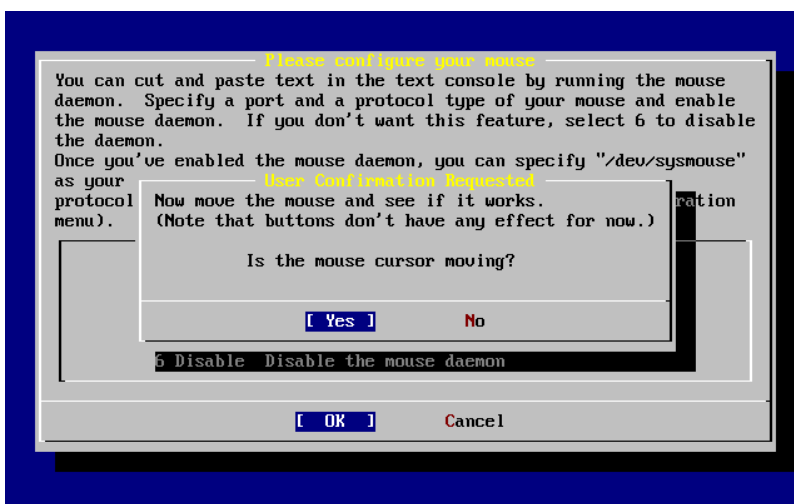 Please configure your mouse
You can cut and paste text in the text console by running the mouse
daemon.  Specify a port and a protocol type of your mouse and enable
the mouse daemon.  If you don't want this feature, select 6 to disable
the daemon.
Once you've enabled the mouse daemon, you can specify "/dev/sysmouse"
as your
protocol ration
menu).
User Confirmation Requested
Now move the mouse and see if it works.
(Note that buttons don't have any effect for now.)
Is the mouse cursor moving?
[ Yes ] No
6 Disable  Disable the mouse daemon
[ OK ] Cancel